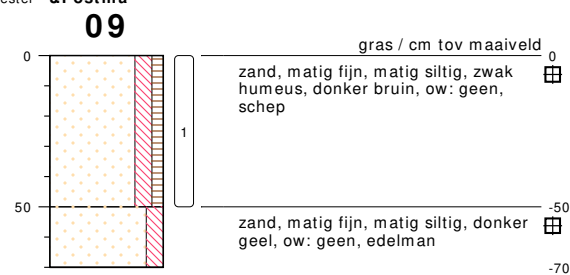 09
gras / cm tov maaiveld
0
0
zand, matig fijn, matig siltig, zwak
humeus, donker bruin, ow: geen,
schep
1
50
-50
zand, matig fijn, matig siltig, donker
geel, ow: geen, edelman
-70